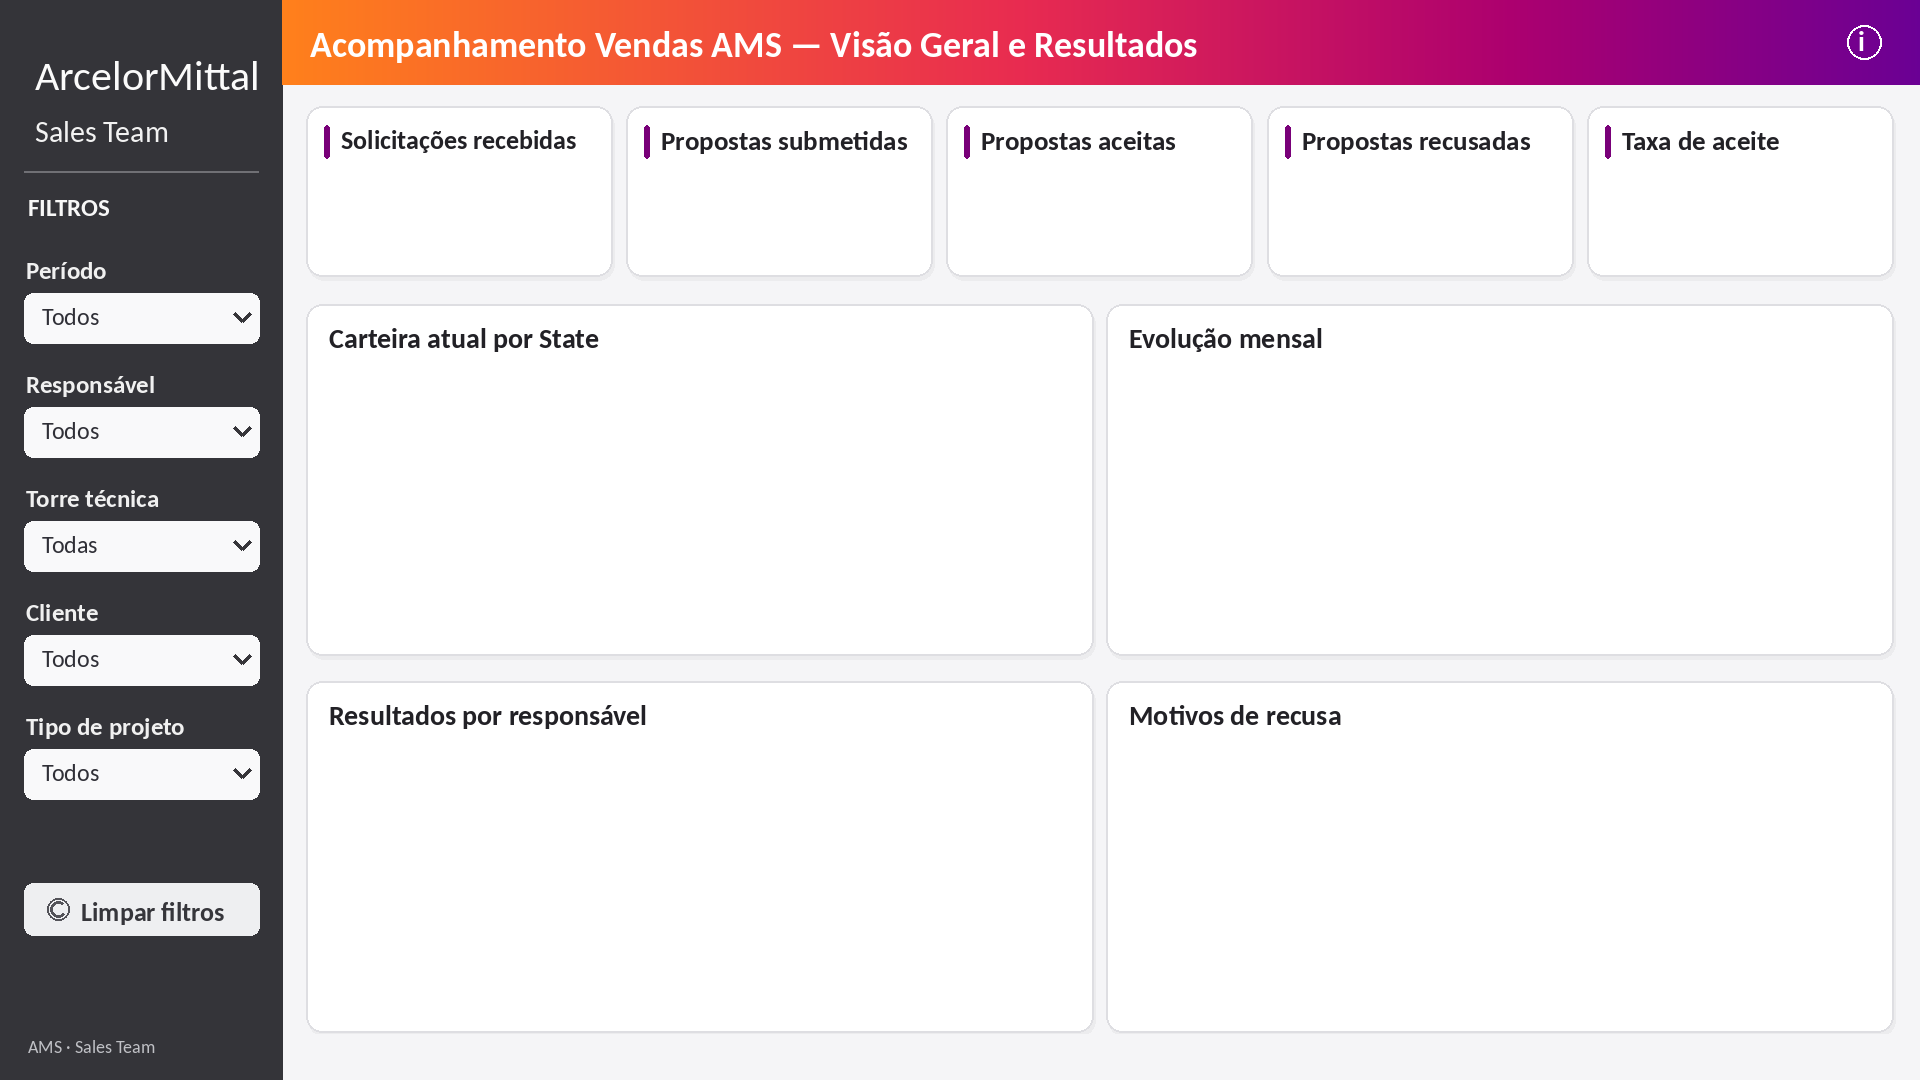 ArcelorMittal
Sales Team
FILTROS
Período
Todos
Responsável
Todos
Torre técnica
Todas
Cliente
Todos
Tipo de projeto
Todos
© Limpar filtros
AMS · Sales Team
Acompanhamento Vendas AMS — Visão Geral e Resultados
i
Solicitações recebidas
Propostas submetidas
Propostas aceitas
Propostas recusadas
Taxa de aceite
Carteira atual por State
Evolução mensal
Resultados por responsável
Motivos de recusa